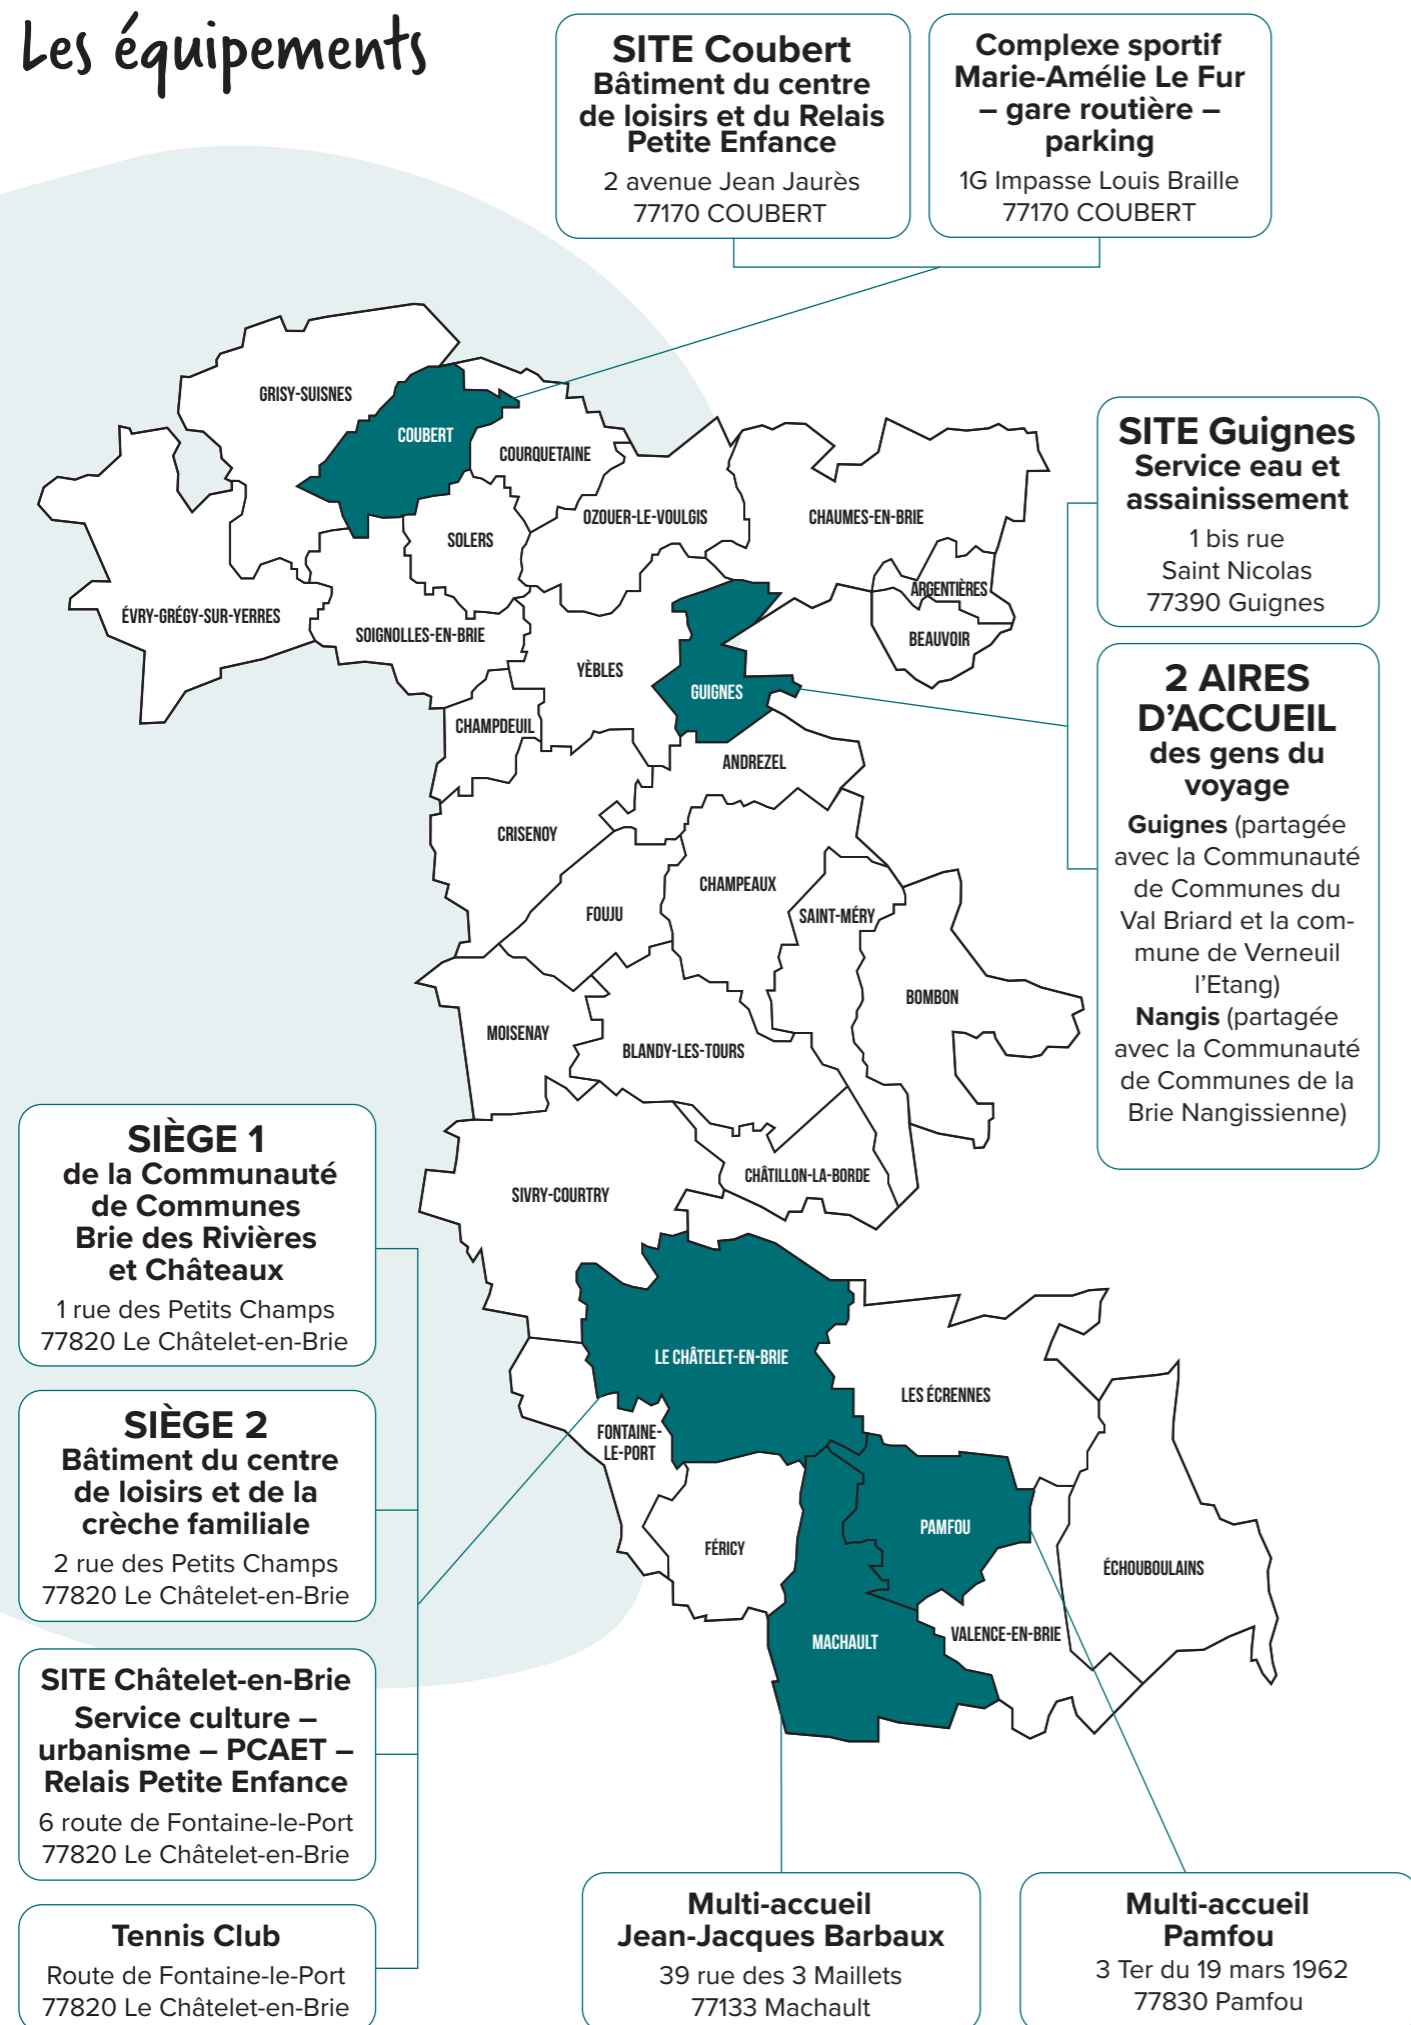 Les équipements
SITE Coubert
Bâtiment du centre
de loisirs et du Relais
Petite Enfance
2 avenue Jean Jaurès
77170 COUBERT
Complexe sportif
Marie-Amélie Le Fur
– gare routière –
parking
1G Impasse Louis Braille
77170 COUBERT
GRISY-SUISNES
COUBERT
COURQUETAINE
SOLERS
OZOUER-LE-VOULGIS
CHAUMES-EN-BRIE
ARGENTIÈRES
BEAUVOIR
ÉVRY-GRÉGY-SUR-YERRES
SOIGNOLLES-EN-BRIE
YÈBLES
GUIGNES
CHAMPDEUIL
ANDREZEL
CRISENOY
CHAMPEAUX
FOUJU
SAINT-MÉRY
BOMBON
MOISENAY
BLANDY-LES-TOURS
CHÂTILLON-LA-BORDE
SIVRY-COURTRY
LE CHÂTELET-EN-BRIE
LES ÉCRENNES
FONTAINE-
LE-PORT
PAMFOU
FÉRICY
ÉCHOUBOULAINS
MACHAULT
VALENCE-EN-BRIE
SITE Guignes
Service eau et
assainissement
1 bis rue
Saint Nicolas
77390 Guignes
2 AIRES
D’ACCUEIL
des gens du
voyage
Guignes (partagée
avec la Communauté
de Communes du
Val Briard et la com-
mune de Verneuil
l’Etang)
Nangis (partagée
avec la Communauté
de Communes de la
Brie Nangissienne)
SIÈGE 1
de la Communauté
de Communes
Brie des Rivières
et Châteaux
1 rue des Petits Champs
77820 Le Châtelet-en-Brie
SIÈGE 2
Bâtiment du centre
de loisirs et de la
crèche familiale
2 rue des Petits Champs
77820 Le Châtelet-en-Brie
SITE Châtelet-en-Brie
Service culture –
urbanisme – PCAET –
Relais Petite Enfance
6 route de Fontaine-le-Port
77820 Le Châtelet-en-Brie
Tennis Club
Route de Fontaine-le-Port
77820 Le Châtelet-en-Brie
Multi-accueil
Jean-Jacques Barbaux
39 rue des 3 Maillets
77133 Machault
Multi-accueil
Pamfou
3 Ter du 19 mars 1962
77830 Pamfou